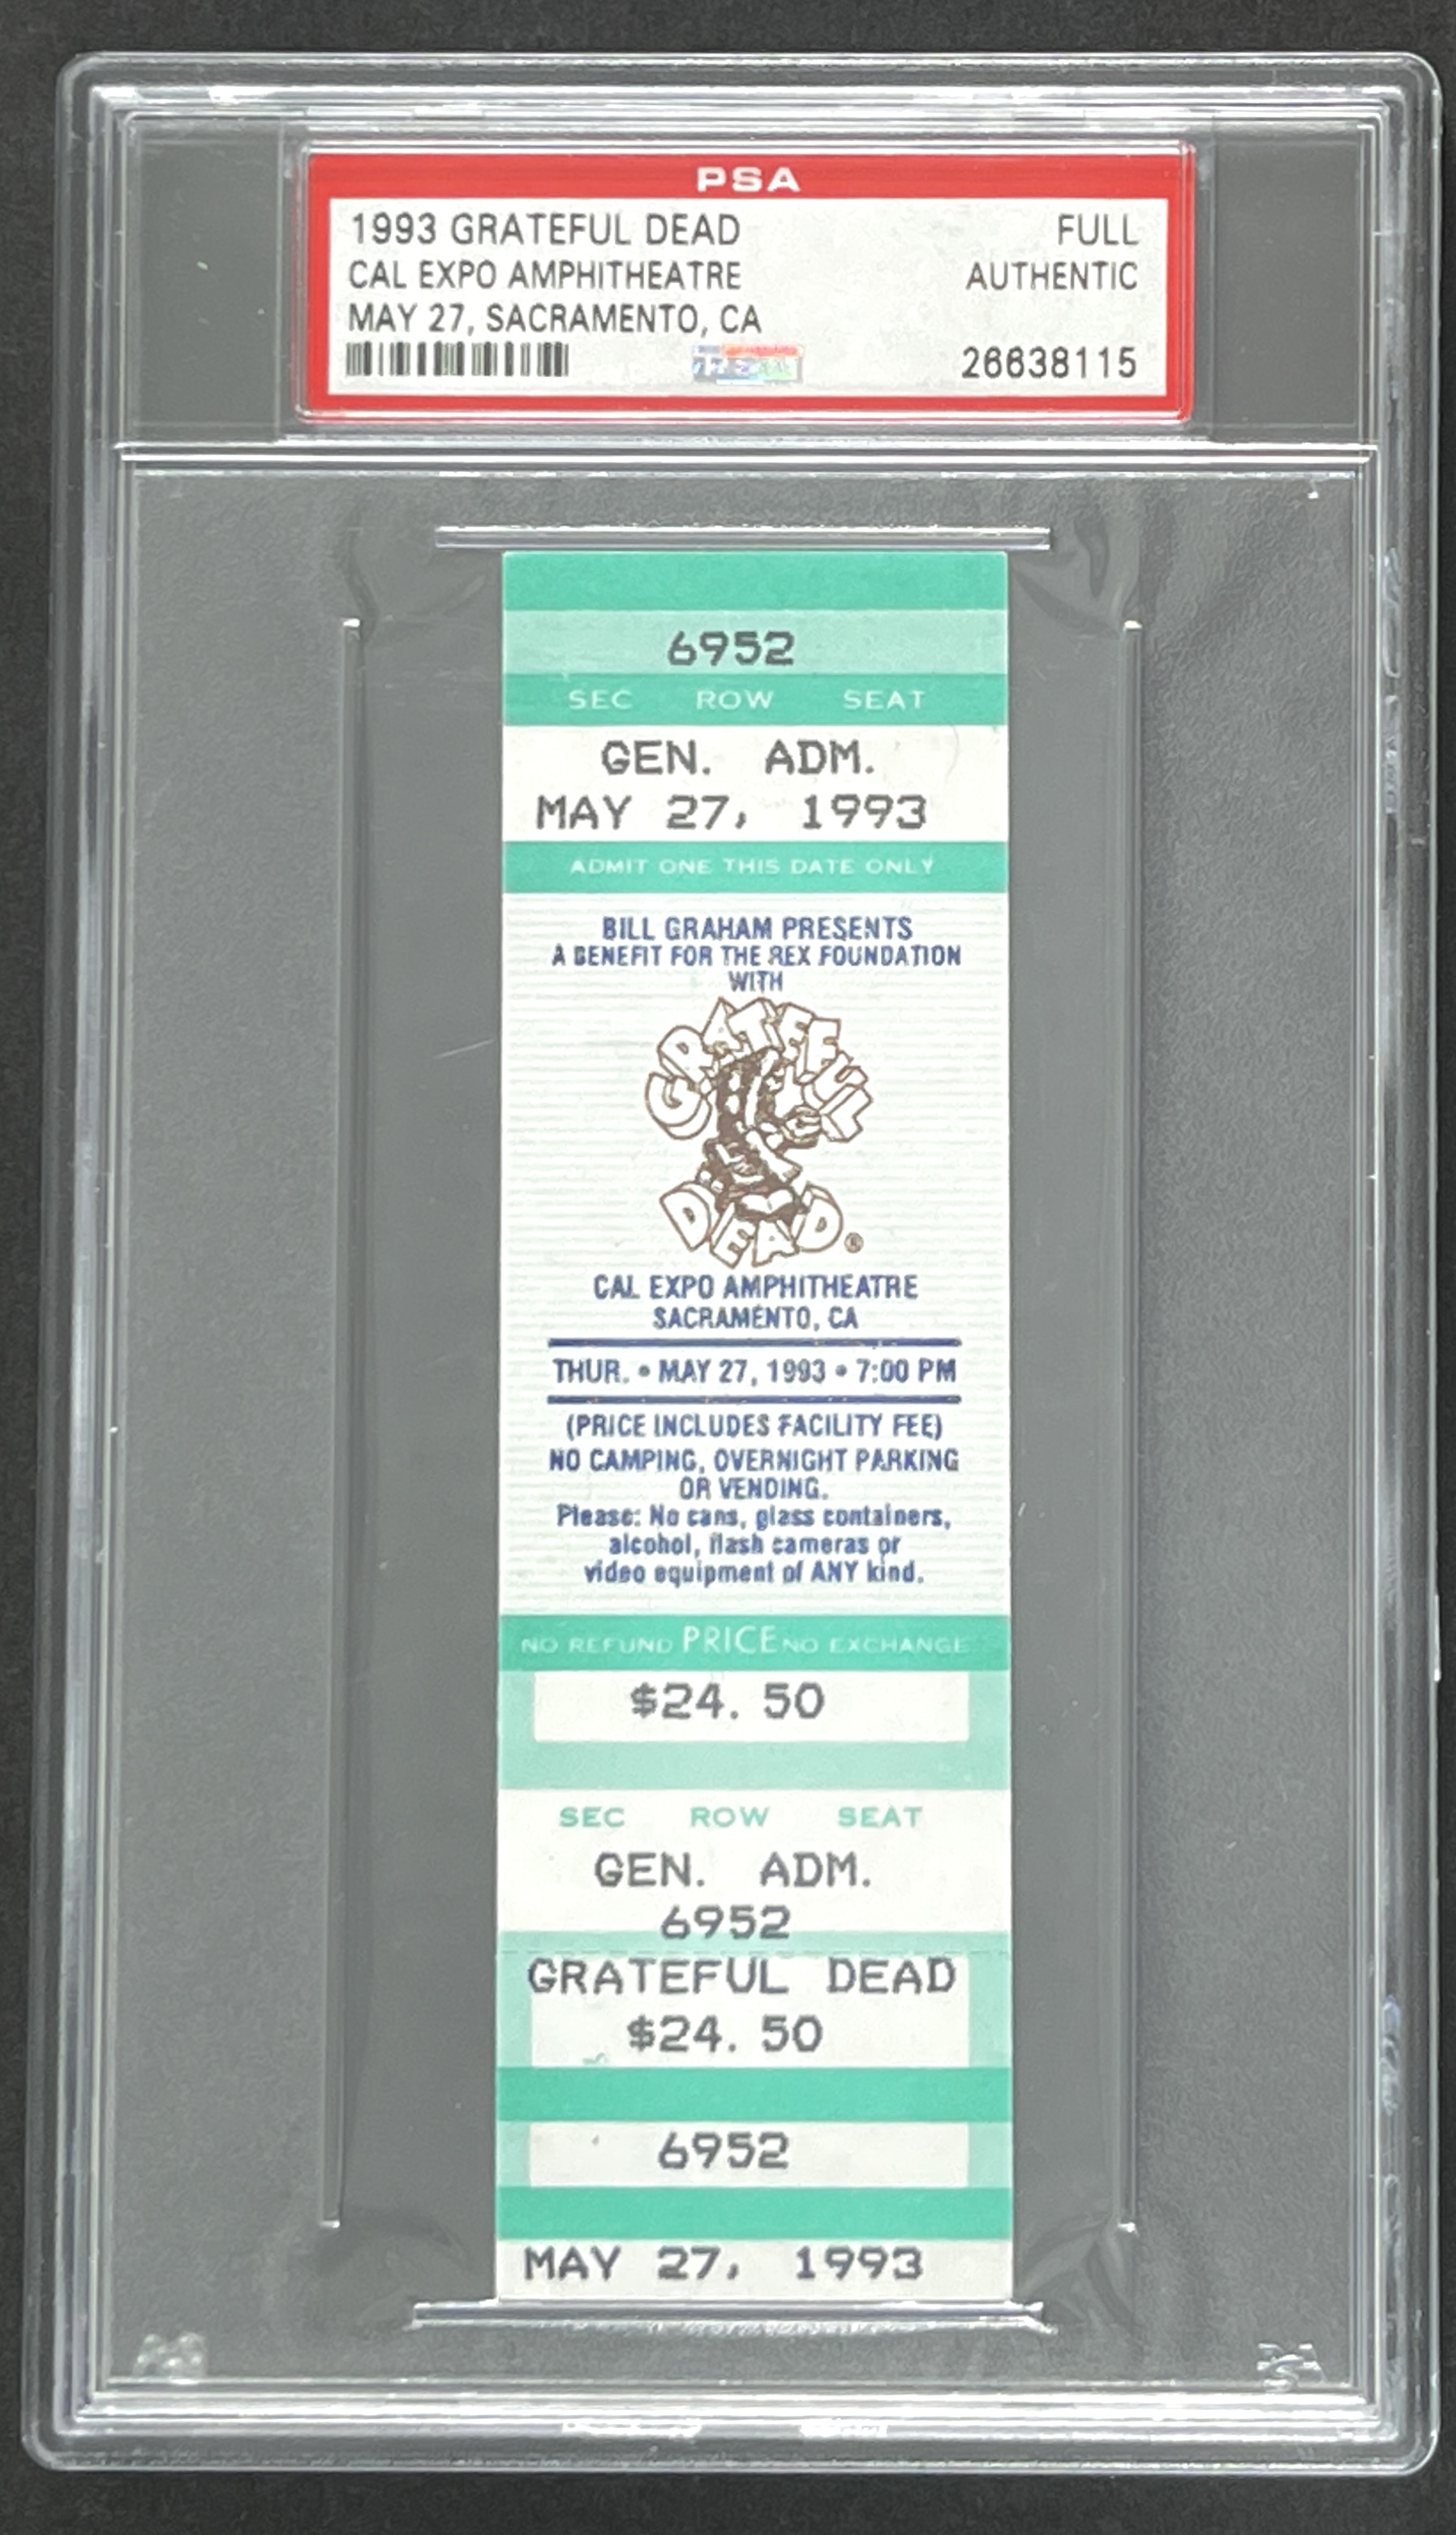 PSA
1993 GRATEFUL DEAD FULL
CAL EXPO AMPHITHEATRE AUTHENTIC
MAY 27, SACRAMENTO, CA
26638115
6952
SEC ROW SEAT
GEN. ADM.
MAY 27, 1993
ADMIT ONE THIS DATE ONLY
BILL GRAHAM PRESENTS
A BENEFIT FOR THE REX FOUNDATION
WITH
GRATEFUL
DEAD ®
CAL EXPO AMPHITHEATRE
SACRAMENTO, CA
THUR. • MAY 27, 1993 • 7:00 PM
(PRICE INCLUDES FACILITY FEE)
NO CAMPING, OVERNIGHT PARKING
OR VENDING.
Please: No cans, glass containers,
alcohol, flash cameras or
video equipment of ANY kind.
NO REFUND PRICE NO EXCHANGE
$24.50
SEC ROW SEAT
GEN. ADM.
6952
GRATEFUL DEAD
$24.50
6952
MAY 27, 1993